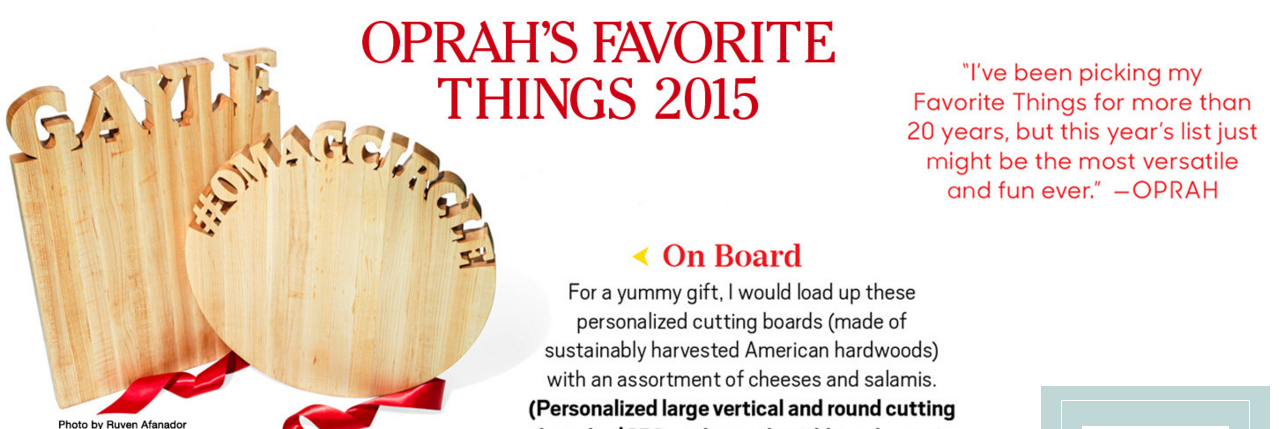 GAYLE
#OMAGCIRCLE
Photo by Ruven Afanador
OPRAH'S FAVORITE
THINGS 2015
"I've been picking my
Favorite Things for more than
20 years, but this year's list just
might be the most versatile
and fun ever." —OPRAH
On Board
For a yummy gift, I would load up these
personalized cutting boards (made of
sustainably harvested American hardwoods)
with an assortment of cheeses and salamis.
(Personalized large vertical and round cutting